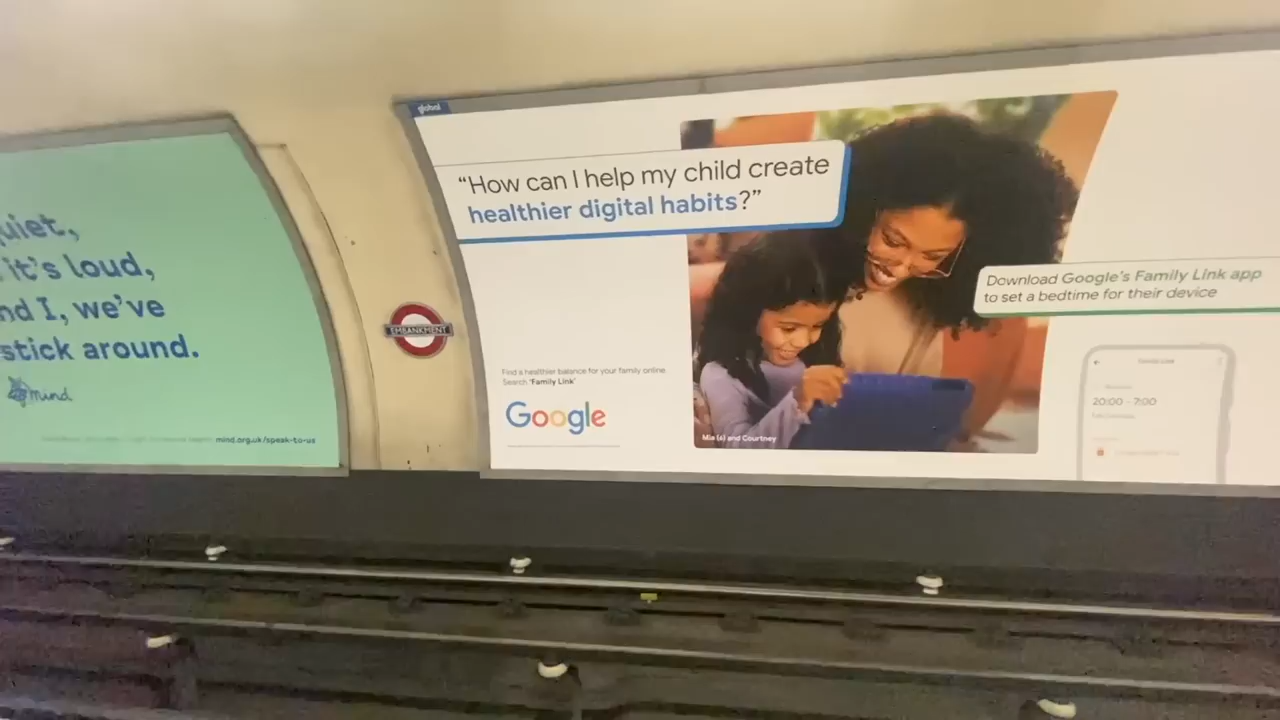 uiet,
it's loud,
nd I, we've
stick around.
mind
mind.org.uk/speak-to-us
EMBANKMENT
global
"How can I help my child create
healthier digital habits?"
Find a healthier balance for your family online.
Search 'Family Link'
Google
Mia (6) and Courtney
Download Google's Family Link app
to set a bedtime for their device
Family Link
20:00 - 7:00